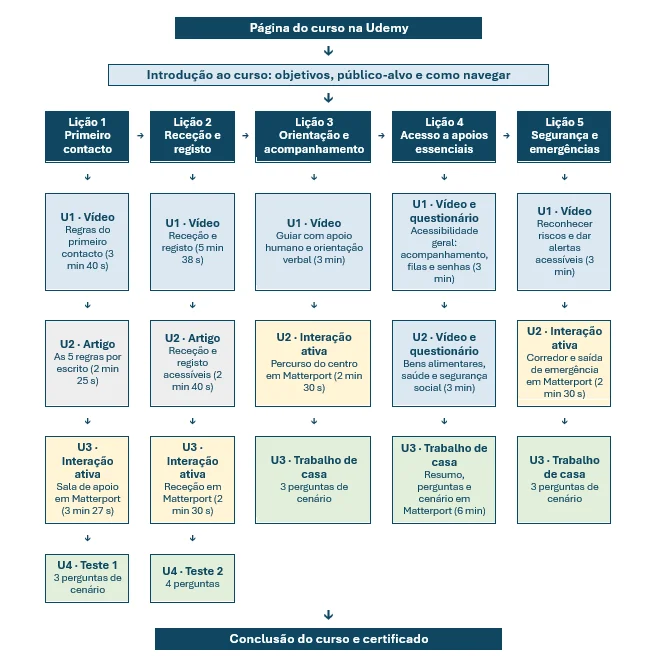 Página do curso na Udemy
Introdução ao curso: objetivos, público-alvo e como navegar
Lição 1
Primeiro
contacto
Lição 2
Receção e
registo
Lição 3
Orientação e
acompanhamento
Lição 4
Acesso a apoios
essenciais
Lição 5
Segurança e
emergências
U1 · Vídeo
Regras do
primeiro
contacto (3
min 40 s)
U1 · Vídeo
Receção e
registo (5 min
38 s)
U1 · Vídeo
Guiar com apoio
humano e orientação
verbal (3 min)
U1 · Vídeo e
questionário
Acessibilidade
geral:
acompanhamento,
filas e senhas (3
min)
U1 · Vídeo
Reconhecer
riscos e dar
alertas
acessíveis (3
min)
U2 · Artigo
As 5 regras por
escrito (2 min
25 s)
U2 · Artigo
Receção e
registo
acessíveis (2
min 40 s)
U2 · Interação
ativa
Percurso do centro
em Matterport (2 min
30 s)
U2 · Vídeo e
questionário
Bens alimentares,
saúde e segurança
social (3 min)
U2 · Interação
ativa
Corredor e saída
de emergência
em Matterport (2
min 30 s)
U3 ·
Interação
ativa
Sala de apoio
em Matterport
(3 min 27 s)
U3 ·
Interação
ativa
Receção em
Matterport (2
min 30 s)
U3 · Trabalho de
casa
3 perguntas de
cenário
U3 · Trabalho de
casa
Resumo,
perguntas e
cenário em
Matterport (6 min)
U3 · Trabalho
de casa
3 perguntas de
cenário
U4 · Teste 1
3 perguntas de
cenário
U4 · Teste 2
4 perguntas
Conclusão do curso e certificado